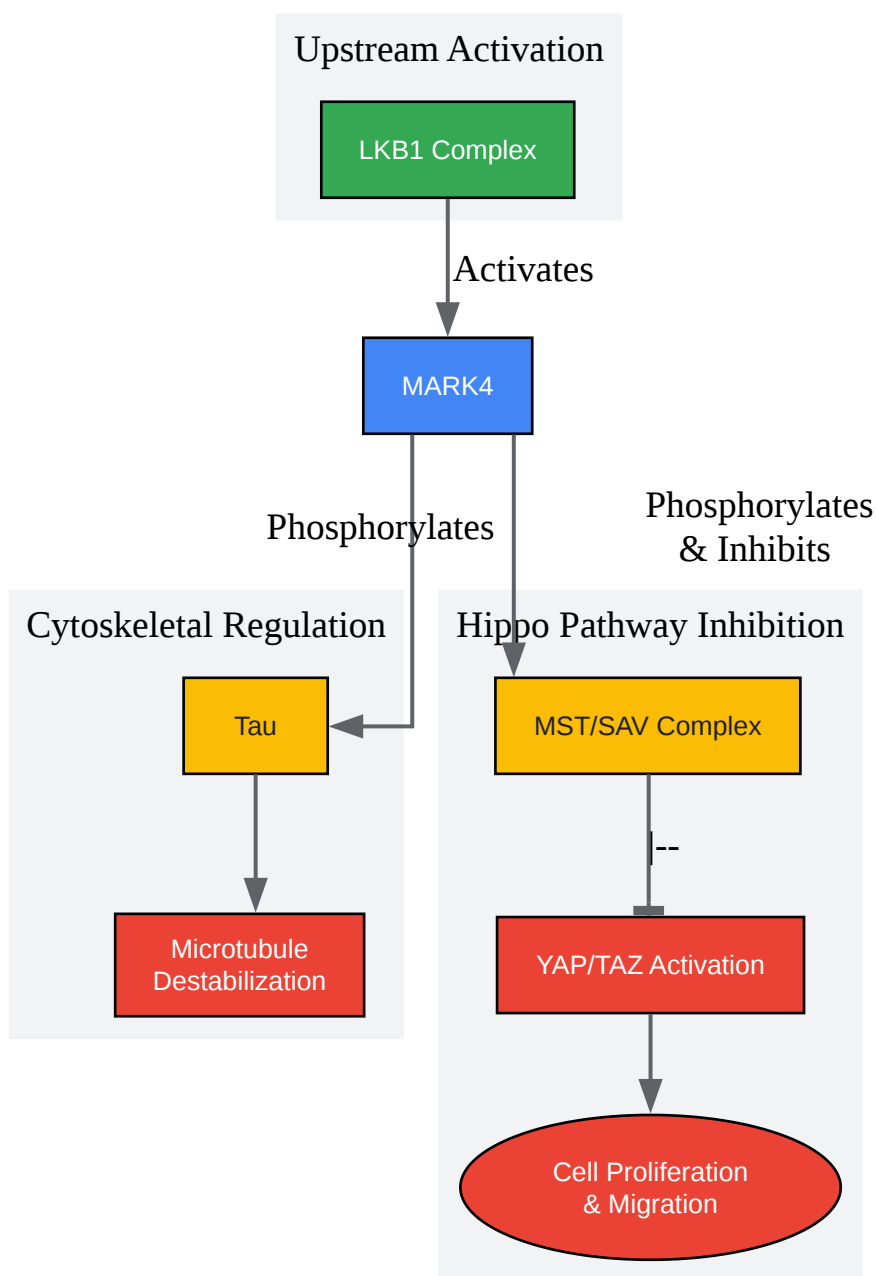 Upstream Activation
LKB1 Complex
Activates
MARK4
Phosphorylates
Phosphorylates
& Inhibits
Cytoskeletal Regulation
Hippo Pathway Inhibition
Tau
MST/SAV Complex
|--
Microtubule
Destabilization
YAP/TAZ Activation
Cell Proliferation
& Migration